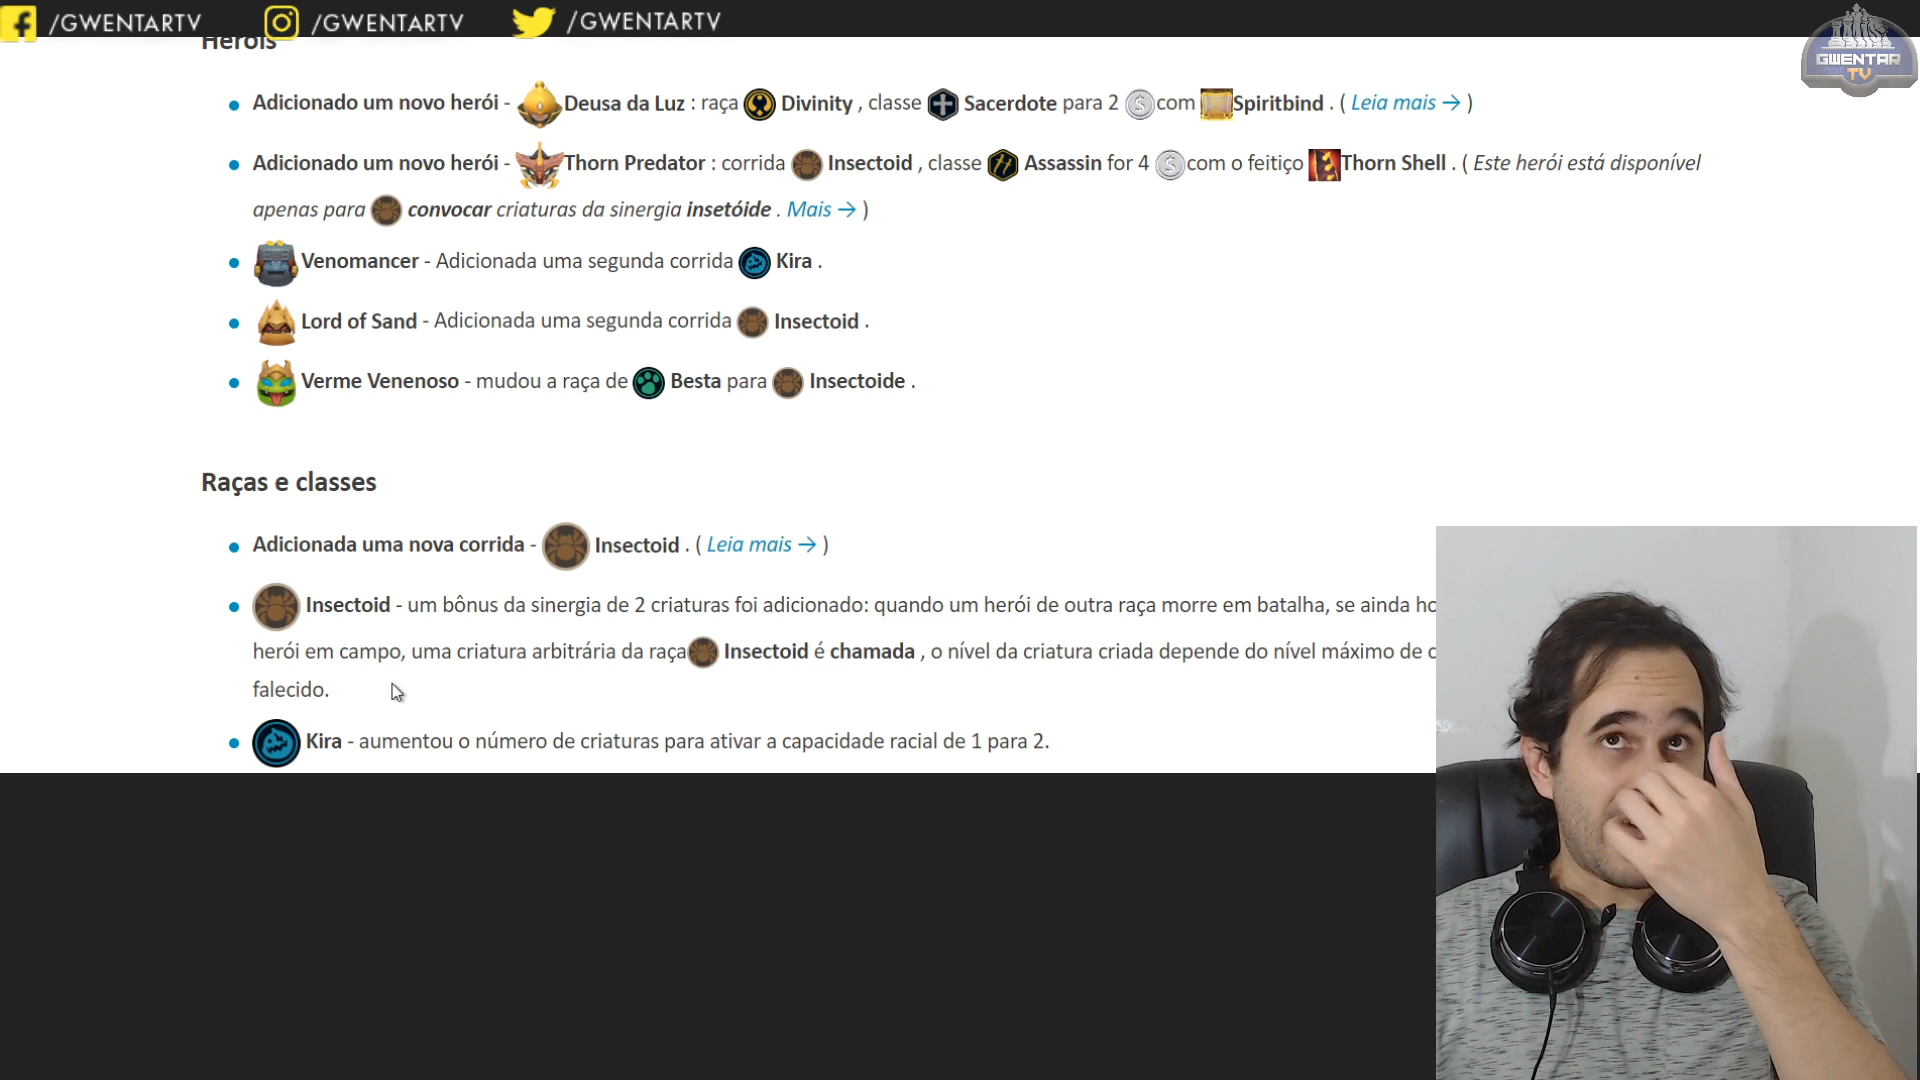 /GWENTARTV /GWENTARTV /GWENTARTV
GWENTAR
TV
Heróis
Adicionado um novo herói - Deusa da Luz : raça Divinity , classe Sacerdote para 2 com Spiritbind . ( Leia mais → )
Adicionado um novo herói - Thorn Predator : corrida Insectoid , classe Assassin for 4 com o feitiço Thorn Shell . ( Este herói está disponível
apenas para convocar criaturas da sinergia insetóide . Mais → )
Venomancer - Adicionada uma segunda corrida Kira .
Lord of Sand - Adicionada uma segunda corrida Insectoid .
Verme Venenoso - mudou a raça de Besta para Insectoide .
Raças e classes
Adicionada uma nova corrida - Insectoid . ( Leia mais → )
Insectoid - um bônus da sinergia de 2 criaturas foi adicionado: quando um herói de outra raça morre em batalha, se ainda ho
herói em campo, uma criatura arbitrária da raça Insectoid é chamada , o nível da criatura criada depende do nível máximo de c
falecido.
Kira - aumentou o número de criaturas para ativar a capacidade racial de 1 para 2.